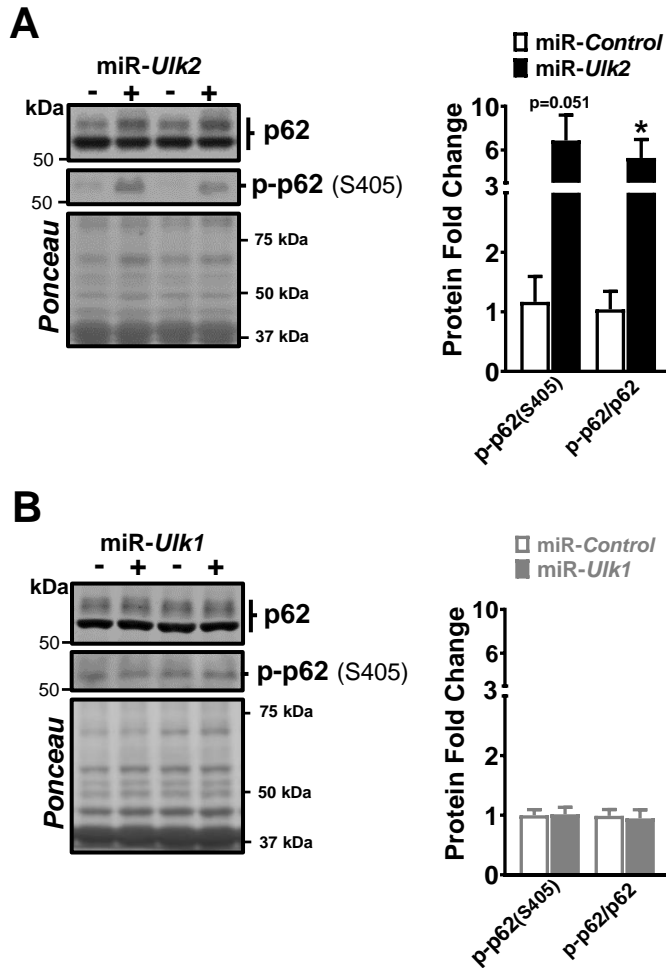 A
miR-Ulk2
kDa - + - +
p62
50
p-p62 (S405)
50
Ponceau
75 kDa
50 kDa
37 kDa
miR-Control
miR-Ulk2
Protein Fold Change
10
6
3
2
1
0
p=0.051
*
p-p62(S405)
p-p62/p62
B
miR-Ulk1
kDa - + - +
p62
50
p-p62 (S405)
50
Ponceau
75 kDa
50 kDa
37 kDa
miR-Control
miR-Ulk1
Protein Fold Change
10
6
3
2
1
0
p-p62(S405)
p-p62/p62